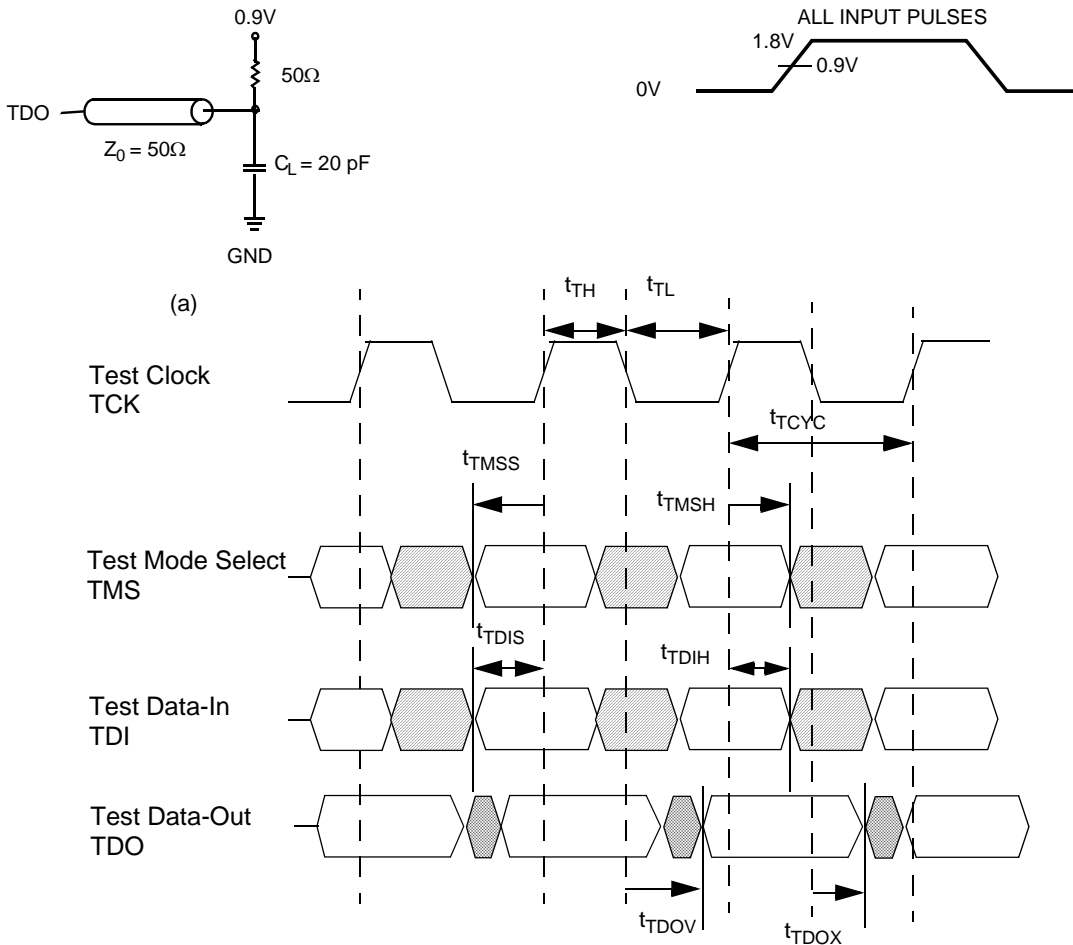 0.9V
50Ω
TDO
Z0 = 50Ω
CL = 20 pF
GND
(a)
ALL INPUT PULSES
1.8V
0.9V
0V
tTH
tTL
Test Clock
TCK
tTCYC
tTMSS
tTMSH
Test Mode Select
TMS
tTDIS
tTDIH
Test Data-In
TDI
Test Data-Out
TDO
tTDOV
tTDOX